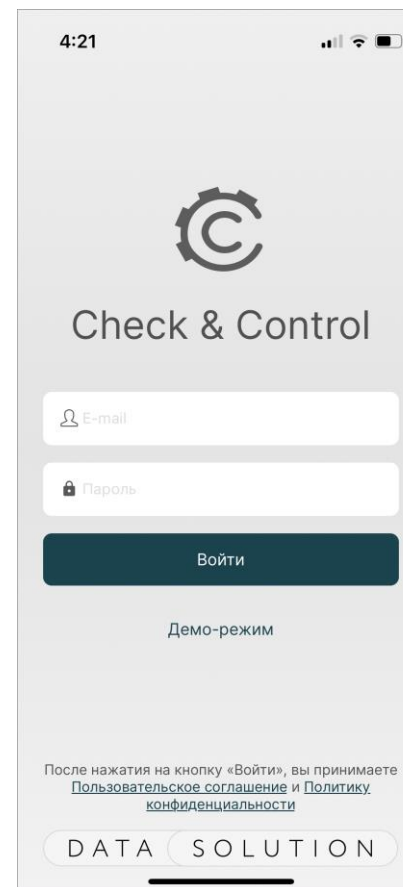 4:21
Check & Control
E-mail
Пароль
Войти
Демо-режим
После нажатия на кнопку «Войти», вы принимаете
Пользовательское соглашение и Политику
конфиденциальности
DATA SOLUTION